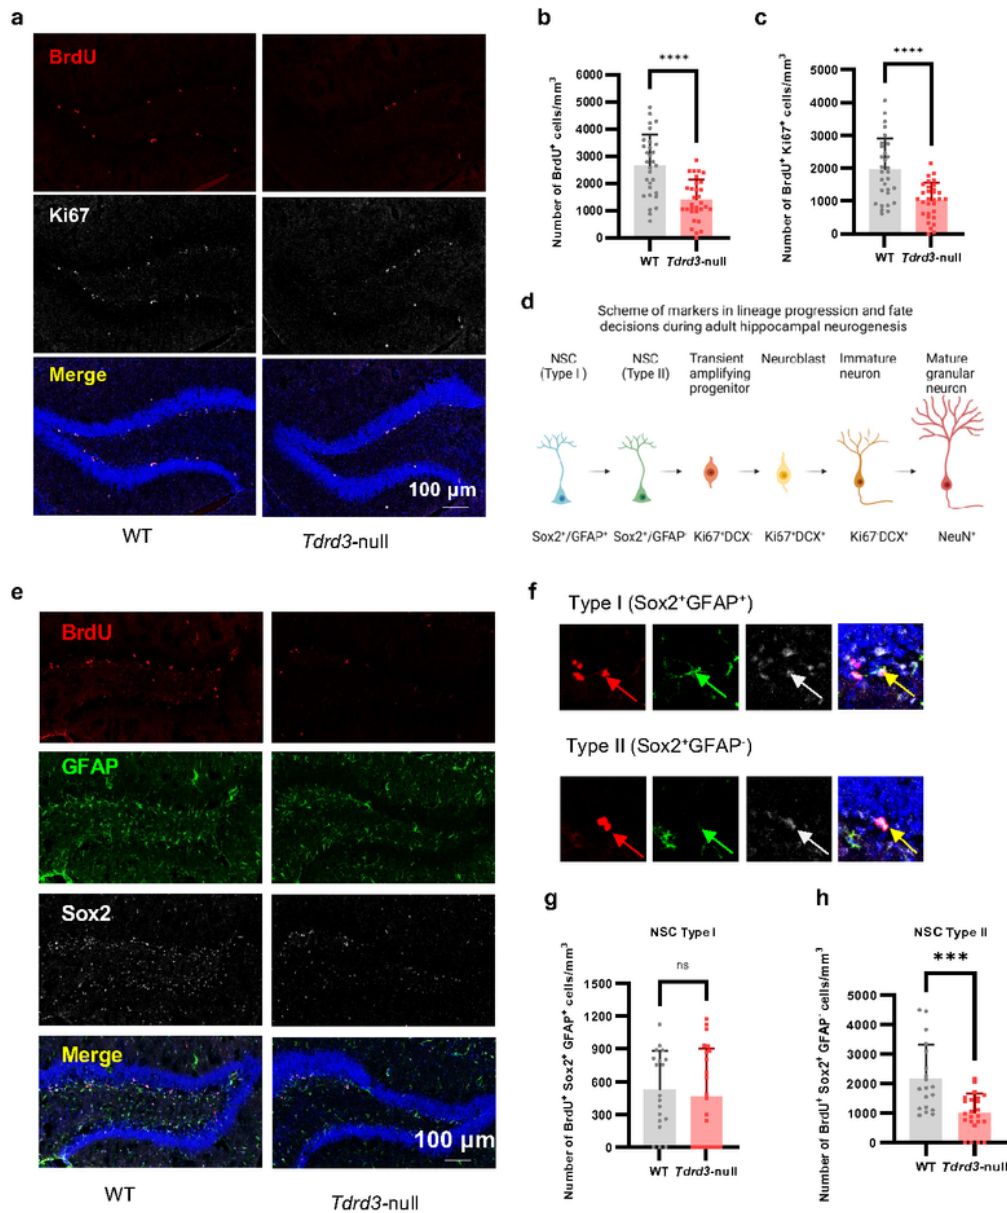 a
BrdU
Ki67
Merge
100 µm
WT
Tdrd3-null
b
Number of BrdU⁺ cells/mm³
6000
5000
4000
3000
2000
1000
0
****
WT Tdrd3-null
c
Number of BrdU⁺ Ki67⁺ cells/mm³
6000
5000
4000
3000
2000
1000
0
****
WT Tdrd3-null
d
Scheme of markers in lineage progression and fate
decisions during adult hippocampal neurogenesis
NSC
(Type I )
NSC
(Type II)
Transient
amplifying
progenitor
Neuroblast
Immature
neuron
Mature
granular
neuron
Sox2⁺/GFAP⁺
Sox2⁺/GFAP⁻
Ki67⁺DCX⁻
Ki67⁺DCX⁺
Ki67⁻DCX⁺
NeuN⁺
e
BrdU
GFAP
Sox2
Merge
100 µm
WT
Tdrd3-null
f
Type I (Sox2⁺GFAP⁺)
Type II (Sox2⁺GFAP⁻)
g
NSC Type I
Number of BrdU⁺ Sox2⁺ GFAP⁺ cells/mm³
1500
1200
900
600
300
0
ns
WT Tdrd3-null
h
NSC Type II
Number of BrdU⁺ Sox2⁺ GFAP⁻ cells/mm³
5000
4000
3000
2000
1000
0
***
WT Tdrd3-null